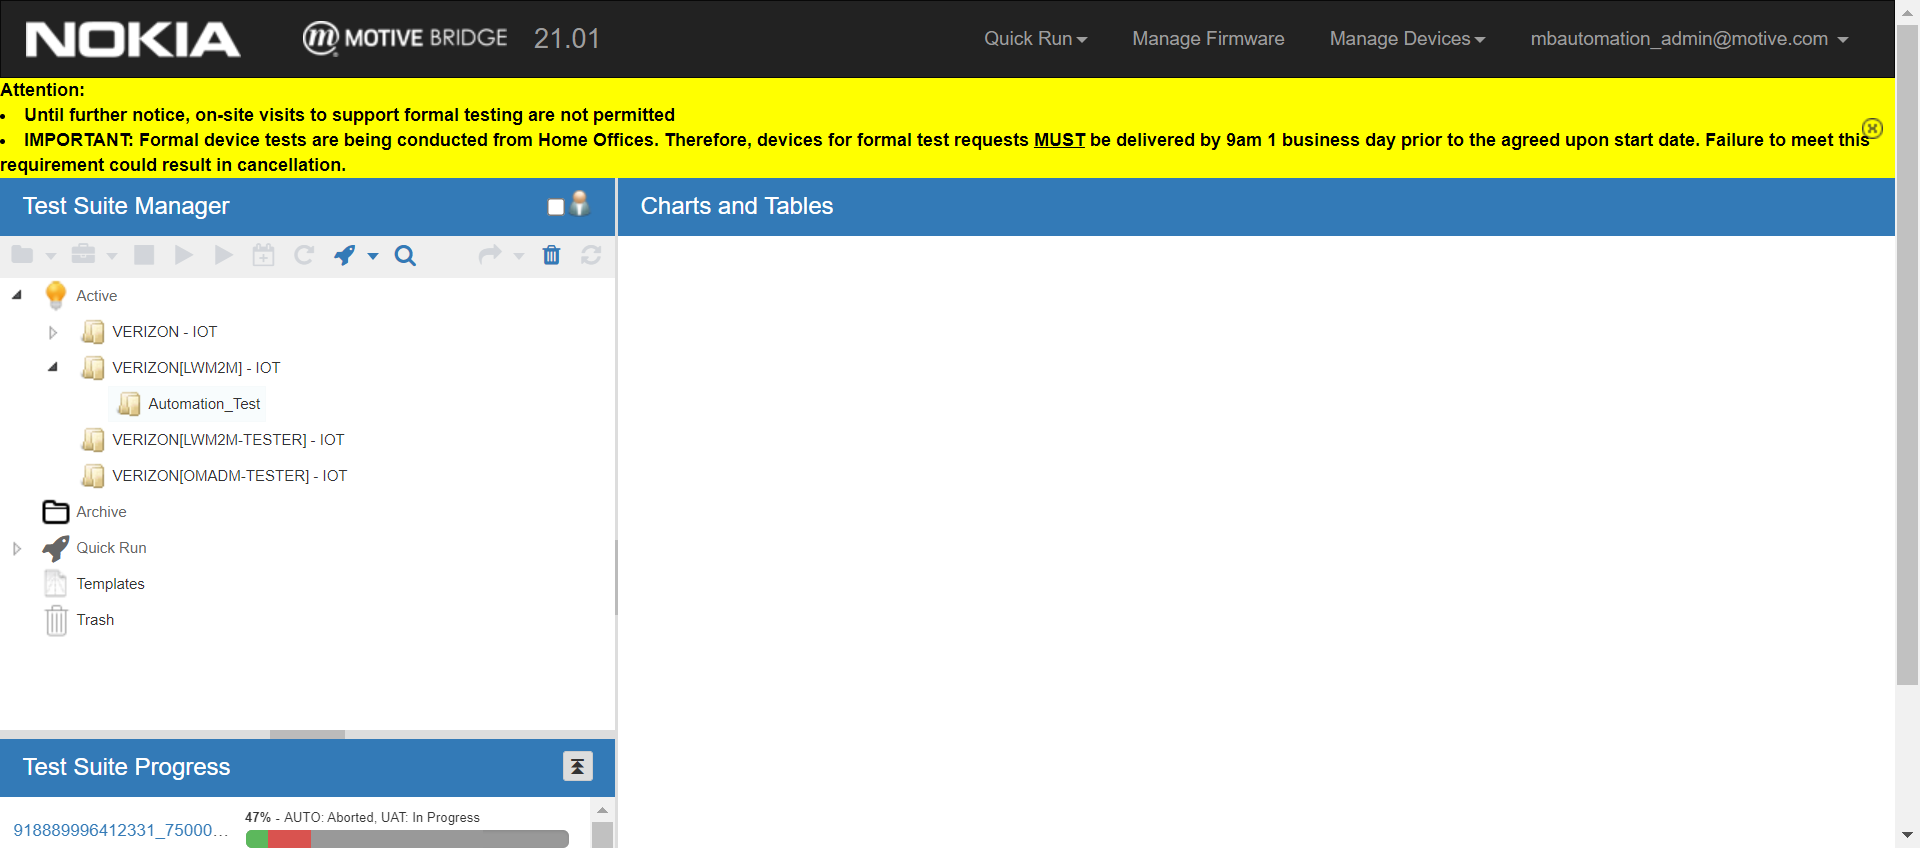 NOKIA
MOTIVE BRIDGE 21.01
Quick Run
Manage Firmware
Manage Devices
mbautomation_admin@motive.com
Attention:
• Until further notice, on-site visits to support formal testing are not permitted
• IMPORTANT: Formal device tests are being conducted from Home Offices. Therefore, devices for formal test requests MUST be delivered by 9am 1 business day prior to the agreed upon start date. Failure to meet this
requirement could result in cancellation.
Test Suite Manager
Charts and Tables
Active
VERIZON - IOT
VERIZON[LWM2M] - IOT
Automation_Test
VERIZON[LWM2M-TESTER] - IOT
VERIZON[OMADM-TESTER] - IOT
Archive
Quick Run
Templates
Trash
Test Suite Progress
918889996412331_75000...
47% - AUTO: Aborted, UAT: In Progress